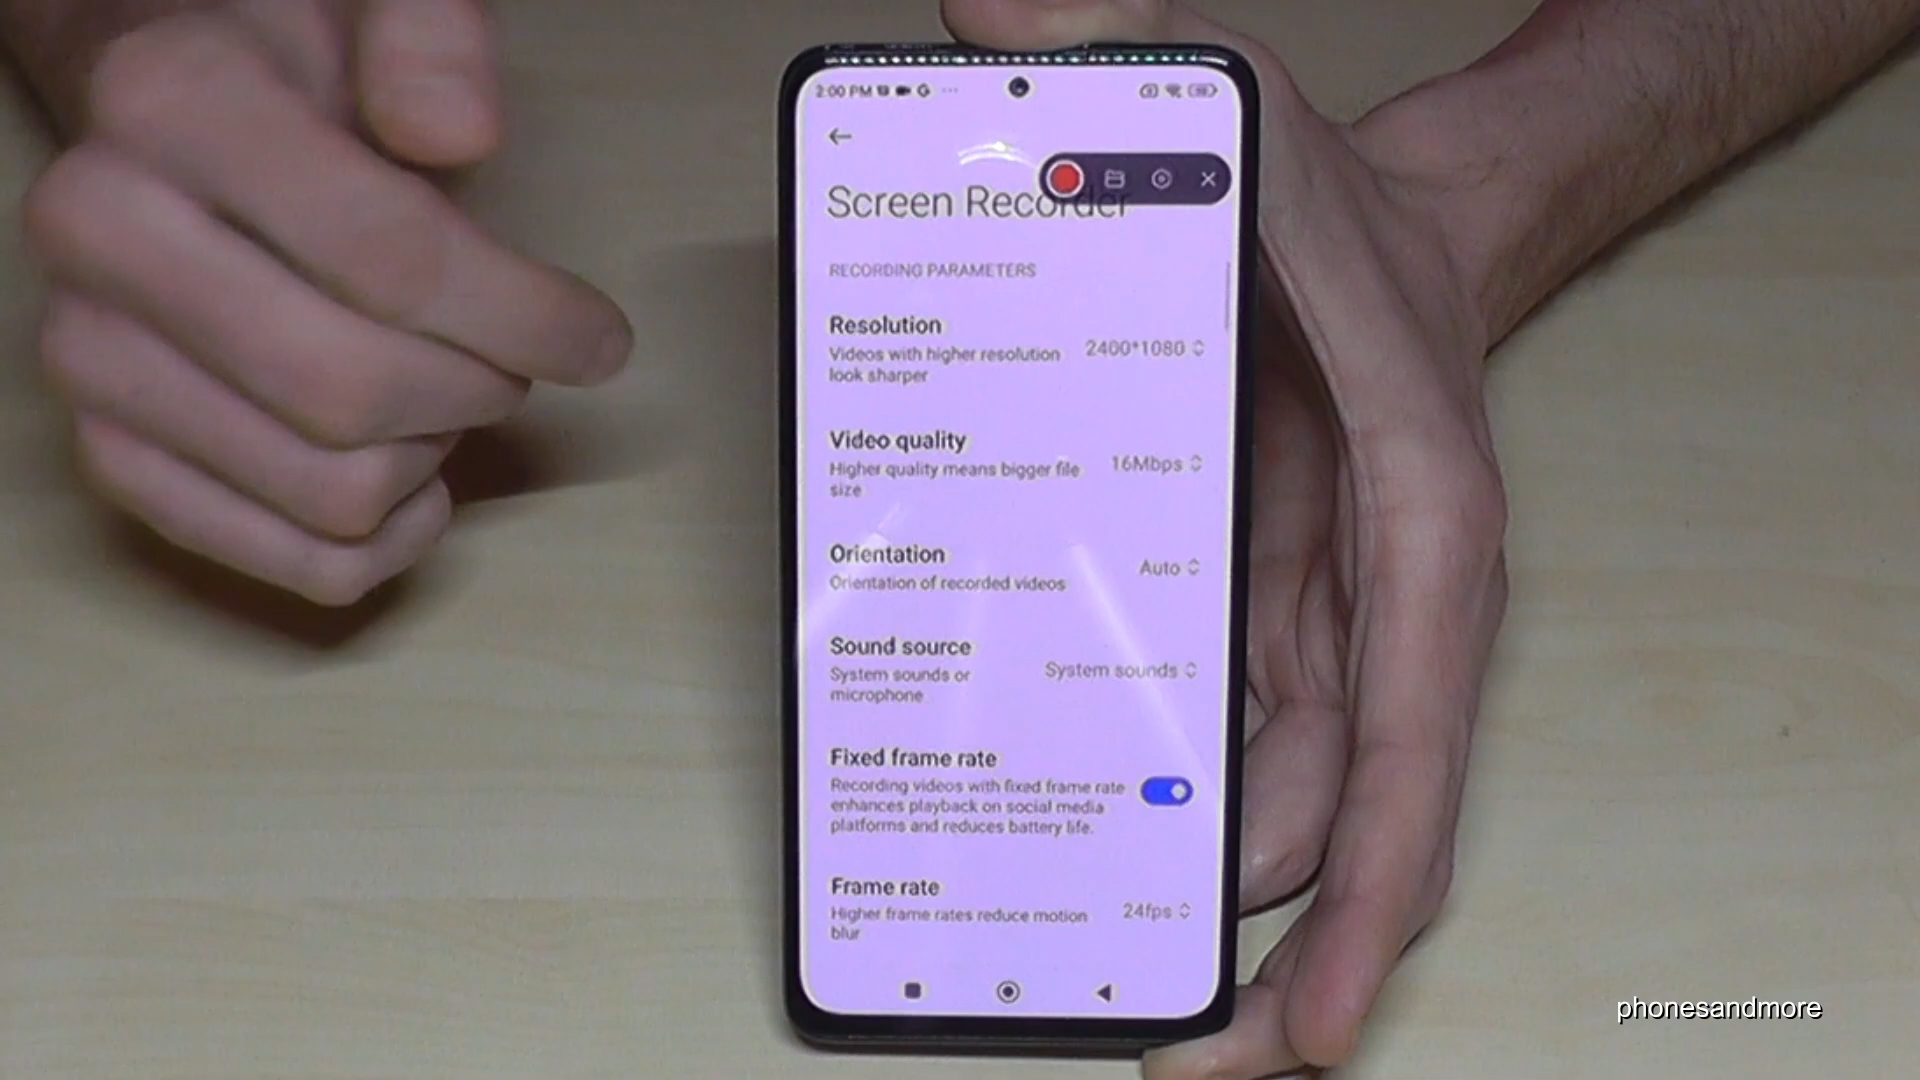 2:00 PM
Screen Recorder
RECORDING PARAMETERS
Resolution
Videos with higher resolution
look sharper
2400*1080
Video quality
Higher quality means bigger file
size
16Mbps
Orientation
Orientation of recorded videos
Auto
Sound source
System sounds or
microphone
System sounds
Fixed frame rate
Recording videos with fixed frame rate
enhances playback on social media
platforms and reduces battery life.
Frame rate
Higher frame rates reduce motion
blur
24fps
phonesandmore